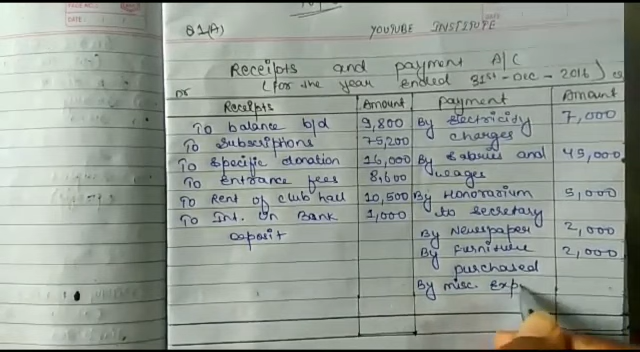 Q1(A)
YOUTUBE INSTITUTE
Receipts and payment A/C
(for the year ended 31st-Dec-2016)
Dr Cr
Receipts Amount Payment Amount
To balance b/d 9,800 By Electricity 7,000
To Subscriptions 75,200 charges
To Specific donation 16,000 By Salaries and 45,000
To Entrance fees 8,600 wages
To Rent of club hall 10,500 By Honorarium 5,000
To Int. on Bank 1,000 to secretary
Deposit By Newspaper 2,000
By Furniture 2,000
purchased
By misc. Exp